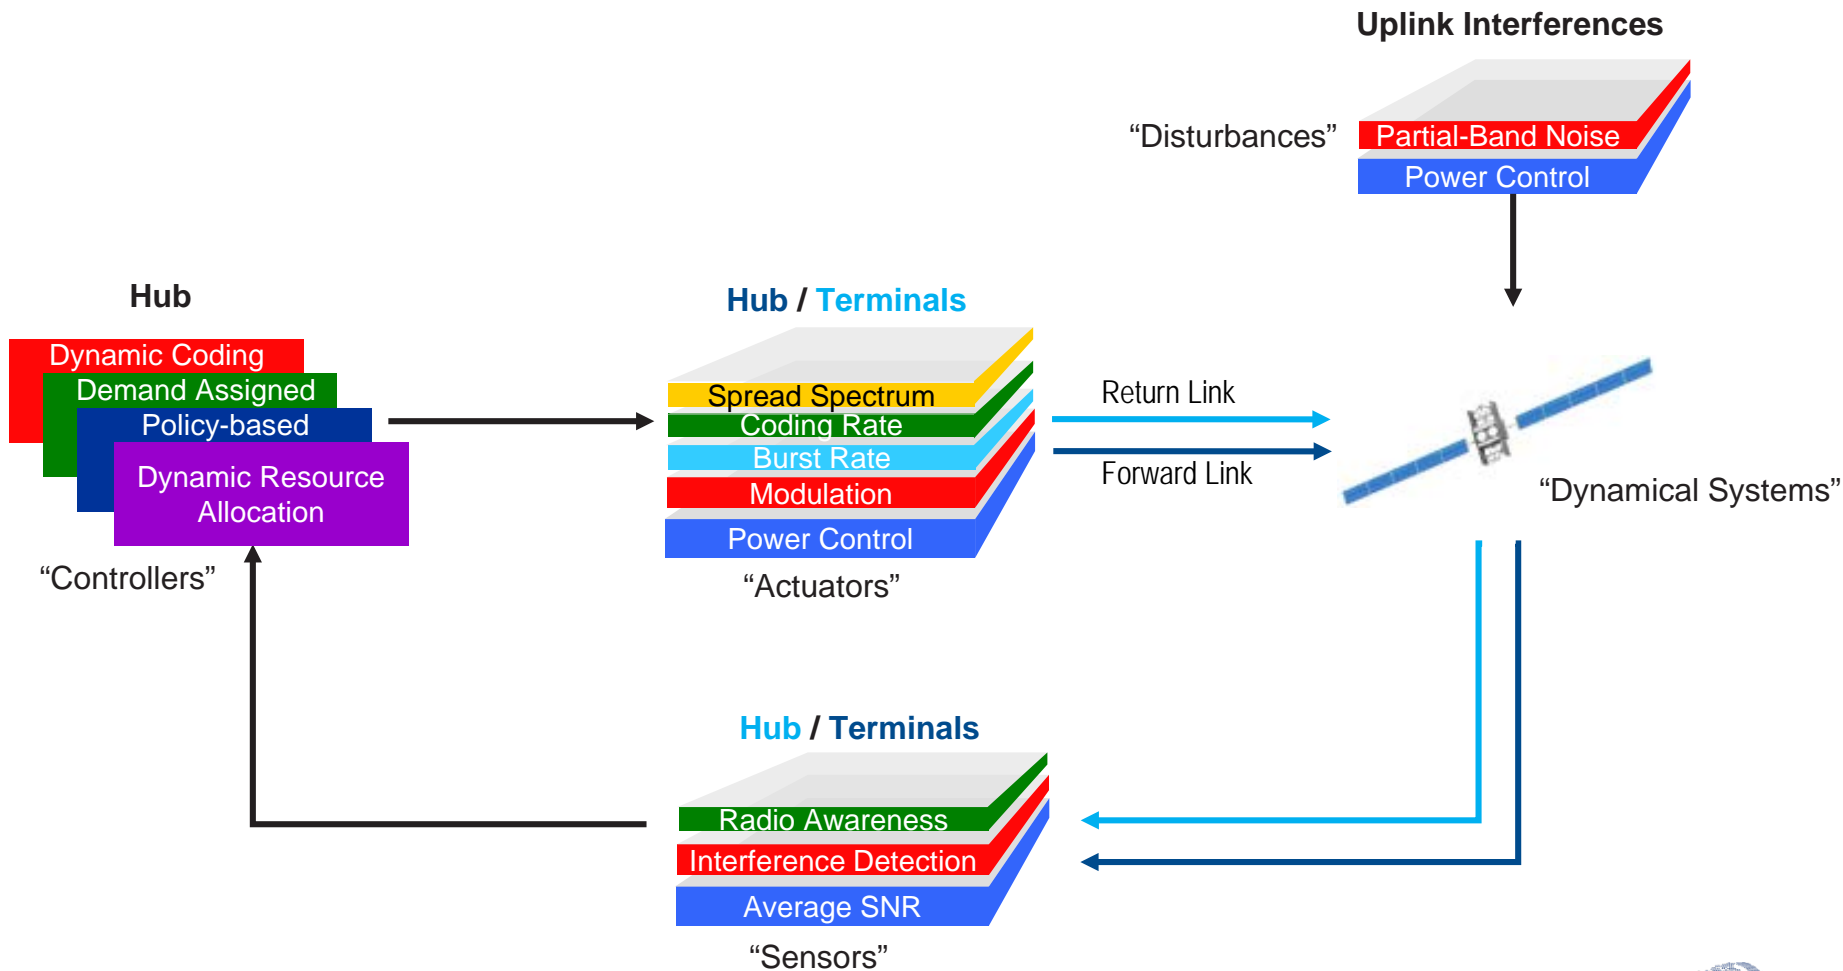 Uplink Interferences
“Disturbances”
Partial-Band Noise
Power Control
Hub
Dynamic Coding
Demand Assigned
Policy-based
Dynamic Resource
Allocation
“Controllers”
Hub / Terminals
Spread Spectrum
Coding Rate
Burst Rate
Modulation
Power Control
“Actuators”
Return Link
Forward Link
“Dynamical Systems”
Hub / Terminals
Radio Awareness
Interference Detection
Average SNR
“Sensors”